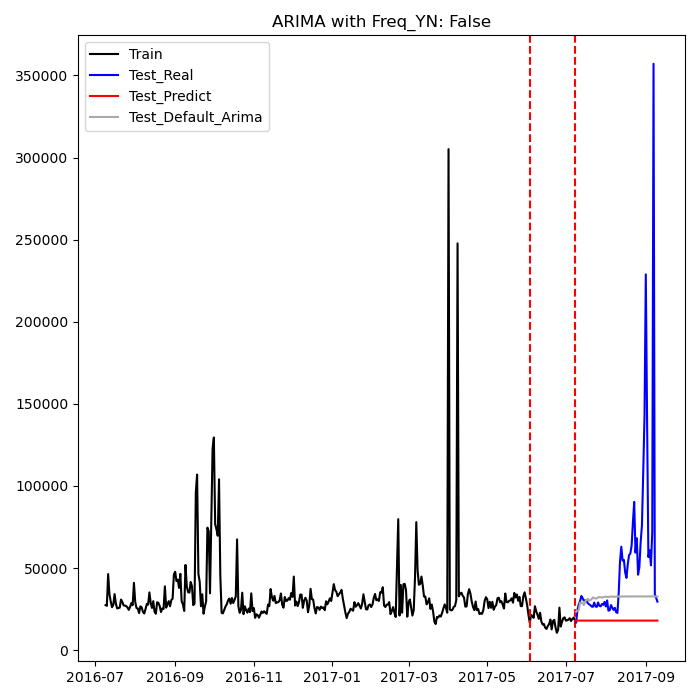 ARIMA with Freq_YN: False
Train
Test_Real
Test_Predict
Test_Default_Arima
350000
300000
250000
200000
150000
100000
50000
0
2016-07 2016-09 2016-11 2017-01 2017-03 2017-05 2017-07 2017-09